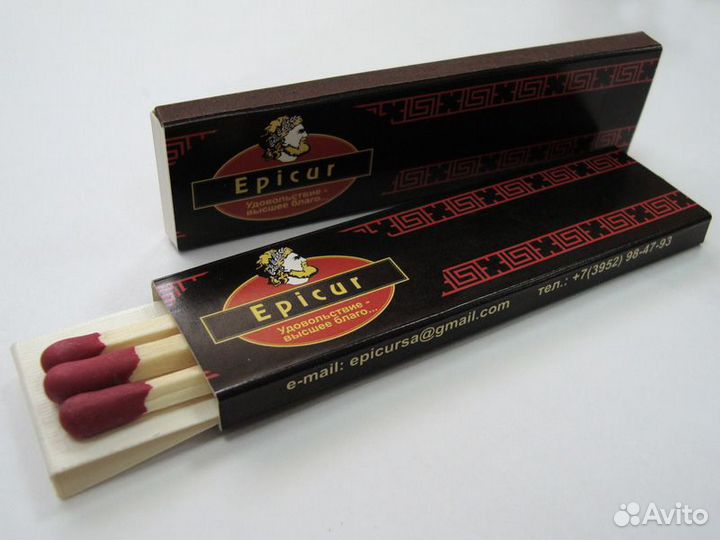 Epicur
Удовольствие -
высшее благо...
Epicur
Удовольствие -
высшее благо...
e-mail: epicursa@gmail.com тел.: +7(3952) 98-47-93
Avito